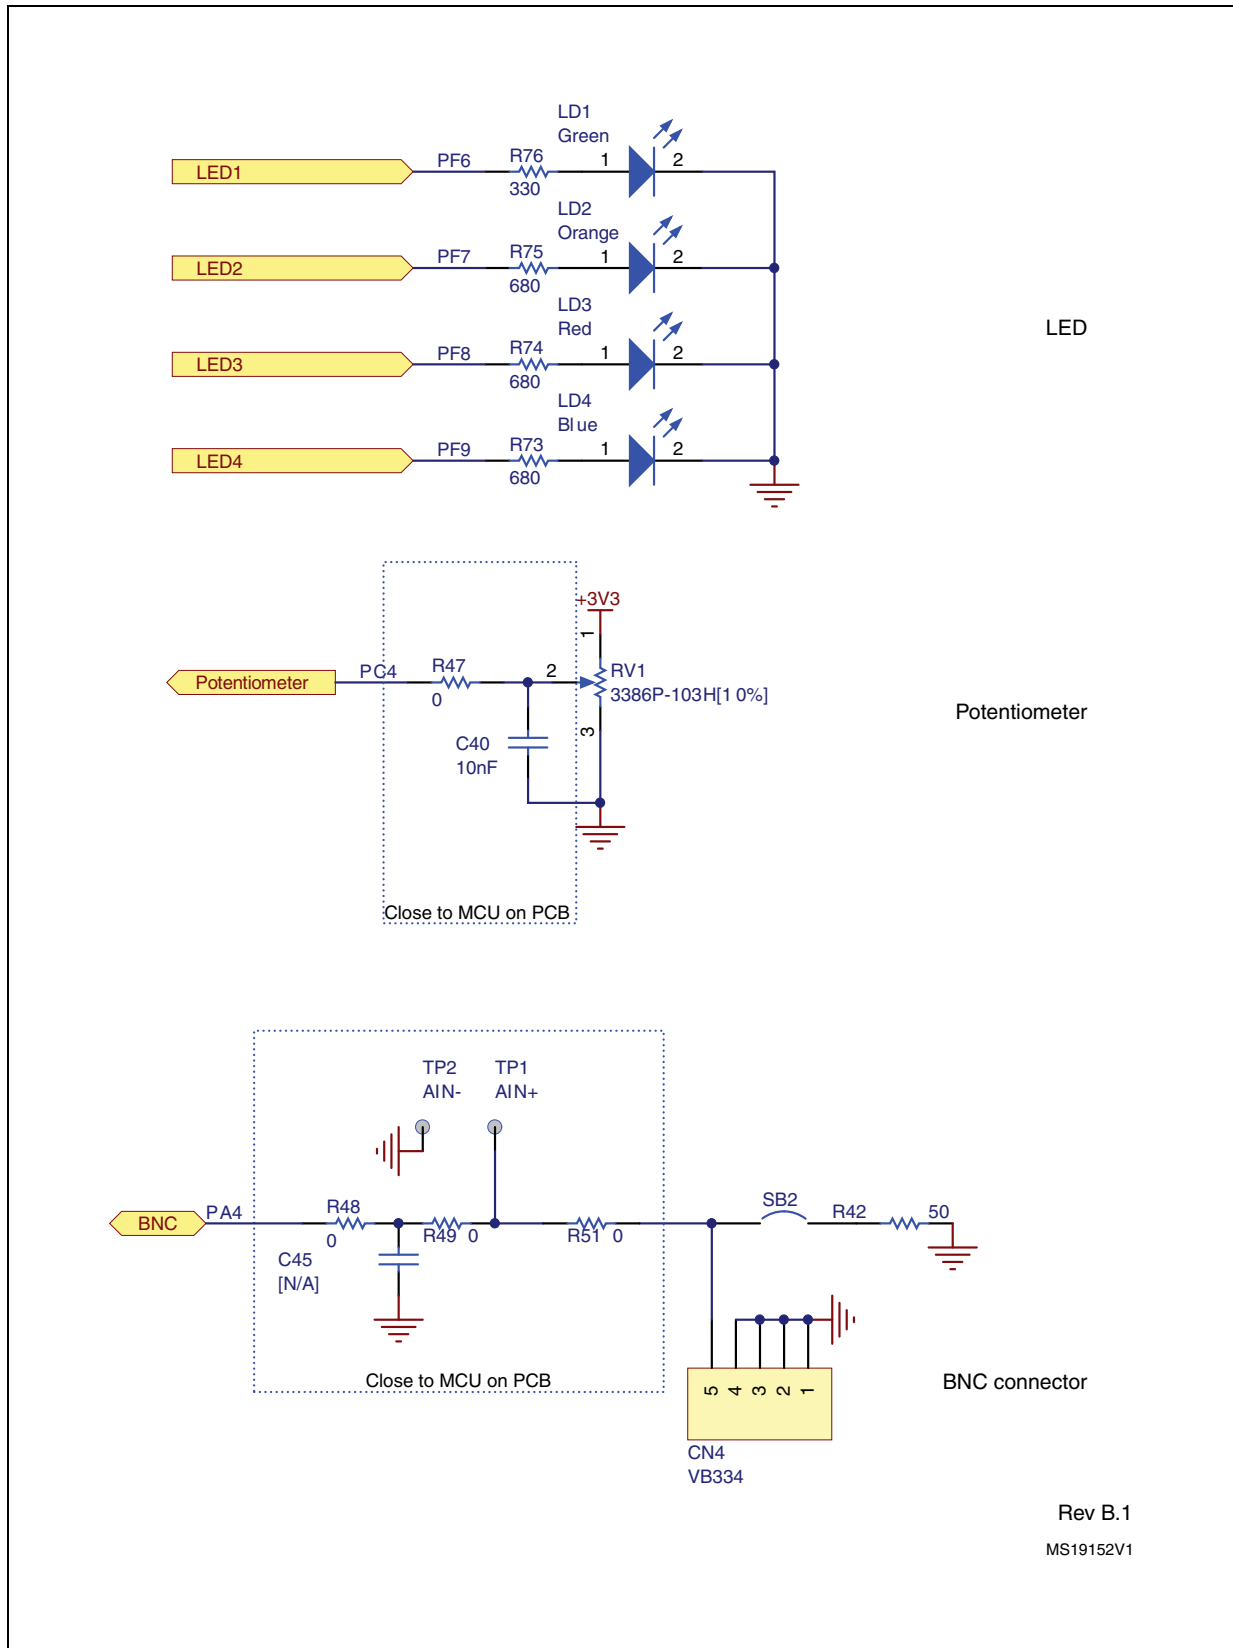 LD1
Green
LED1
PF6
R76
330
1
2
LD2
Orange
LED2
PF7
R75
680
1
2
LD3
Red
LED
LED3
PF8
R74
680
1
2
LD4
Blue
LED4
PF9
R73
680
1
2
+3V3
1
Potentiometer
PC4
R47
0
2
RV1
3386P-103H[1 0%]
3
C40
10nF
Potentiometer
Close to MCU on PCB
TP2
AIN-
TP1
AIN+
BNC
PA4
R48
0
R49 0
R51 0
SB2
R42
50
C45
[N/A]
Close to MCU on PCB
5 4 3 2 1
BNC connector
CN4
VB334
Rev B.1
MS19152V1